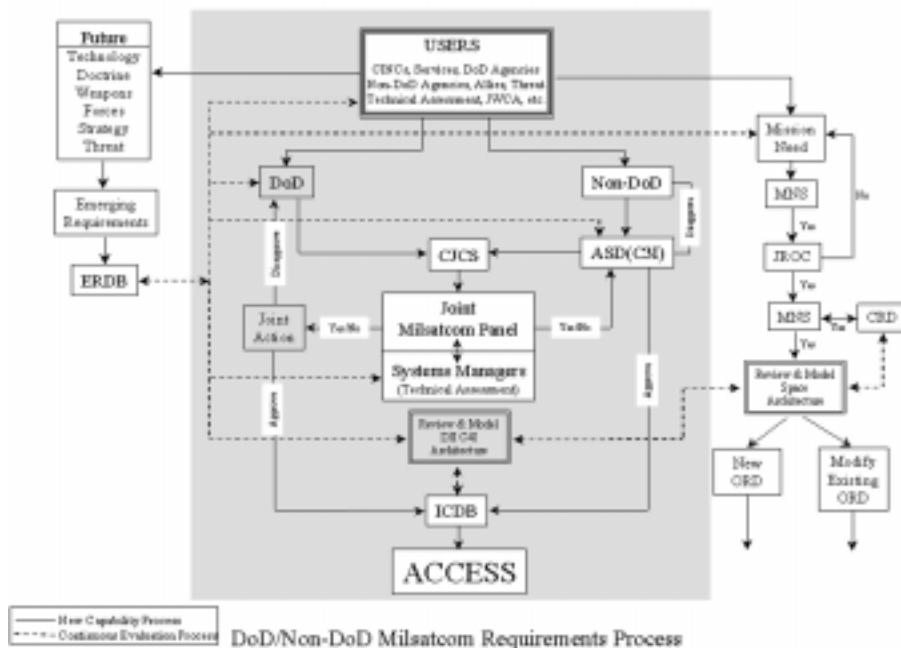 Future
Technology
Doctrine
Weapons
Forces
Strategy
Threat
Emerging
Requirements
ERDB
USERS
CINCs, Services, DoD Agencies
Non-DoD Agencies, Allies, Threat
Technical Assessment, JWCA, etc.
DoD
Non-DoD
Disapprove
CJCS
ASD(C3I)
Disapprove
Joint
Action
Yes/No
Joint
Milsatcom Panel
Yes/No
Systems Managers
(Technical Assessment)
Approve
Approve
Review & Model
DII C4I
Architecture
ICDB
ACCESS
Mission
Need
MNS
No
Yes
JROC
Yes
MNS
Yes
CRD
Yes
Review & Model
Space
Architecture
New
ORD
Modify
Existing
ORD
New Capability Process
Continuous Evaluation Process
DoD/Non-DoD Milsatcom Requirements Process